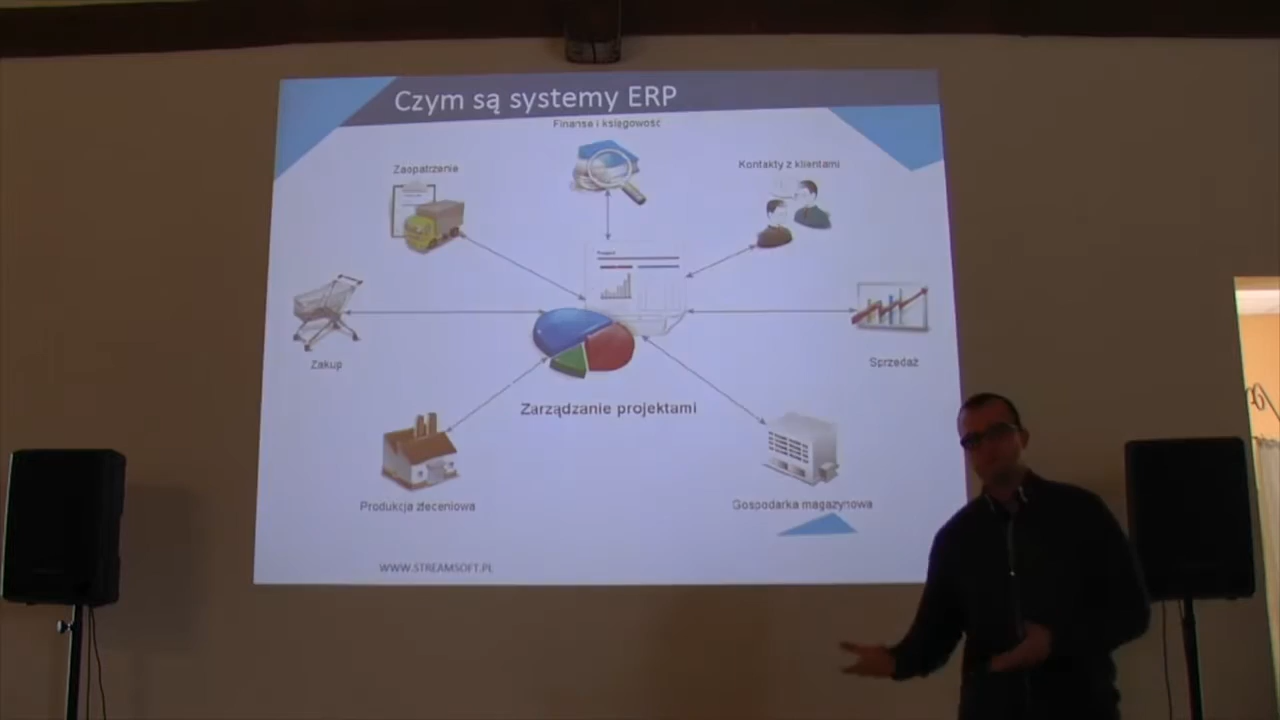 Czym są systemy ERP
Finanse i księgowość
Zaopatrzenie
Kontakty z klientami
Zakup
Sprzedaż
Zarządzanie projektami
Produkcja zleceniowa
Gospodarka magazynowa
WWW.STREAMSOFT.PL